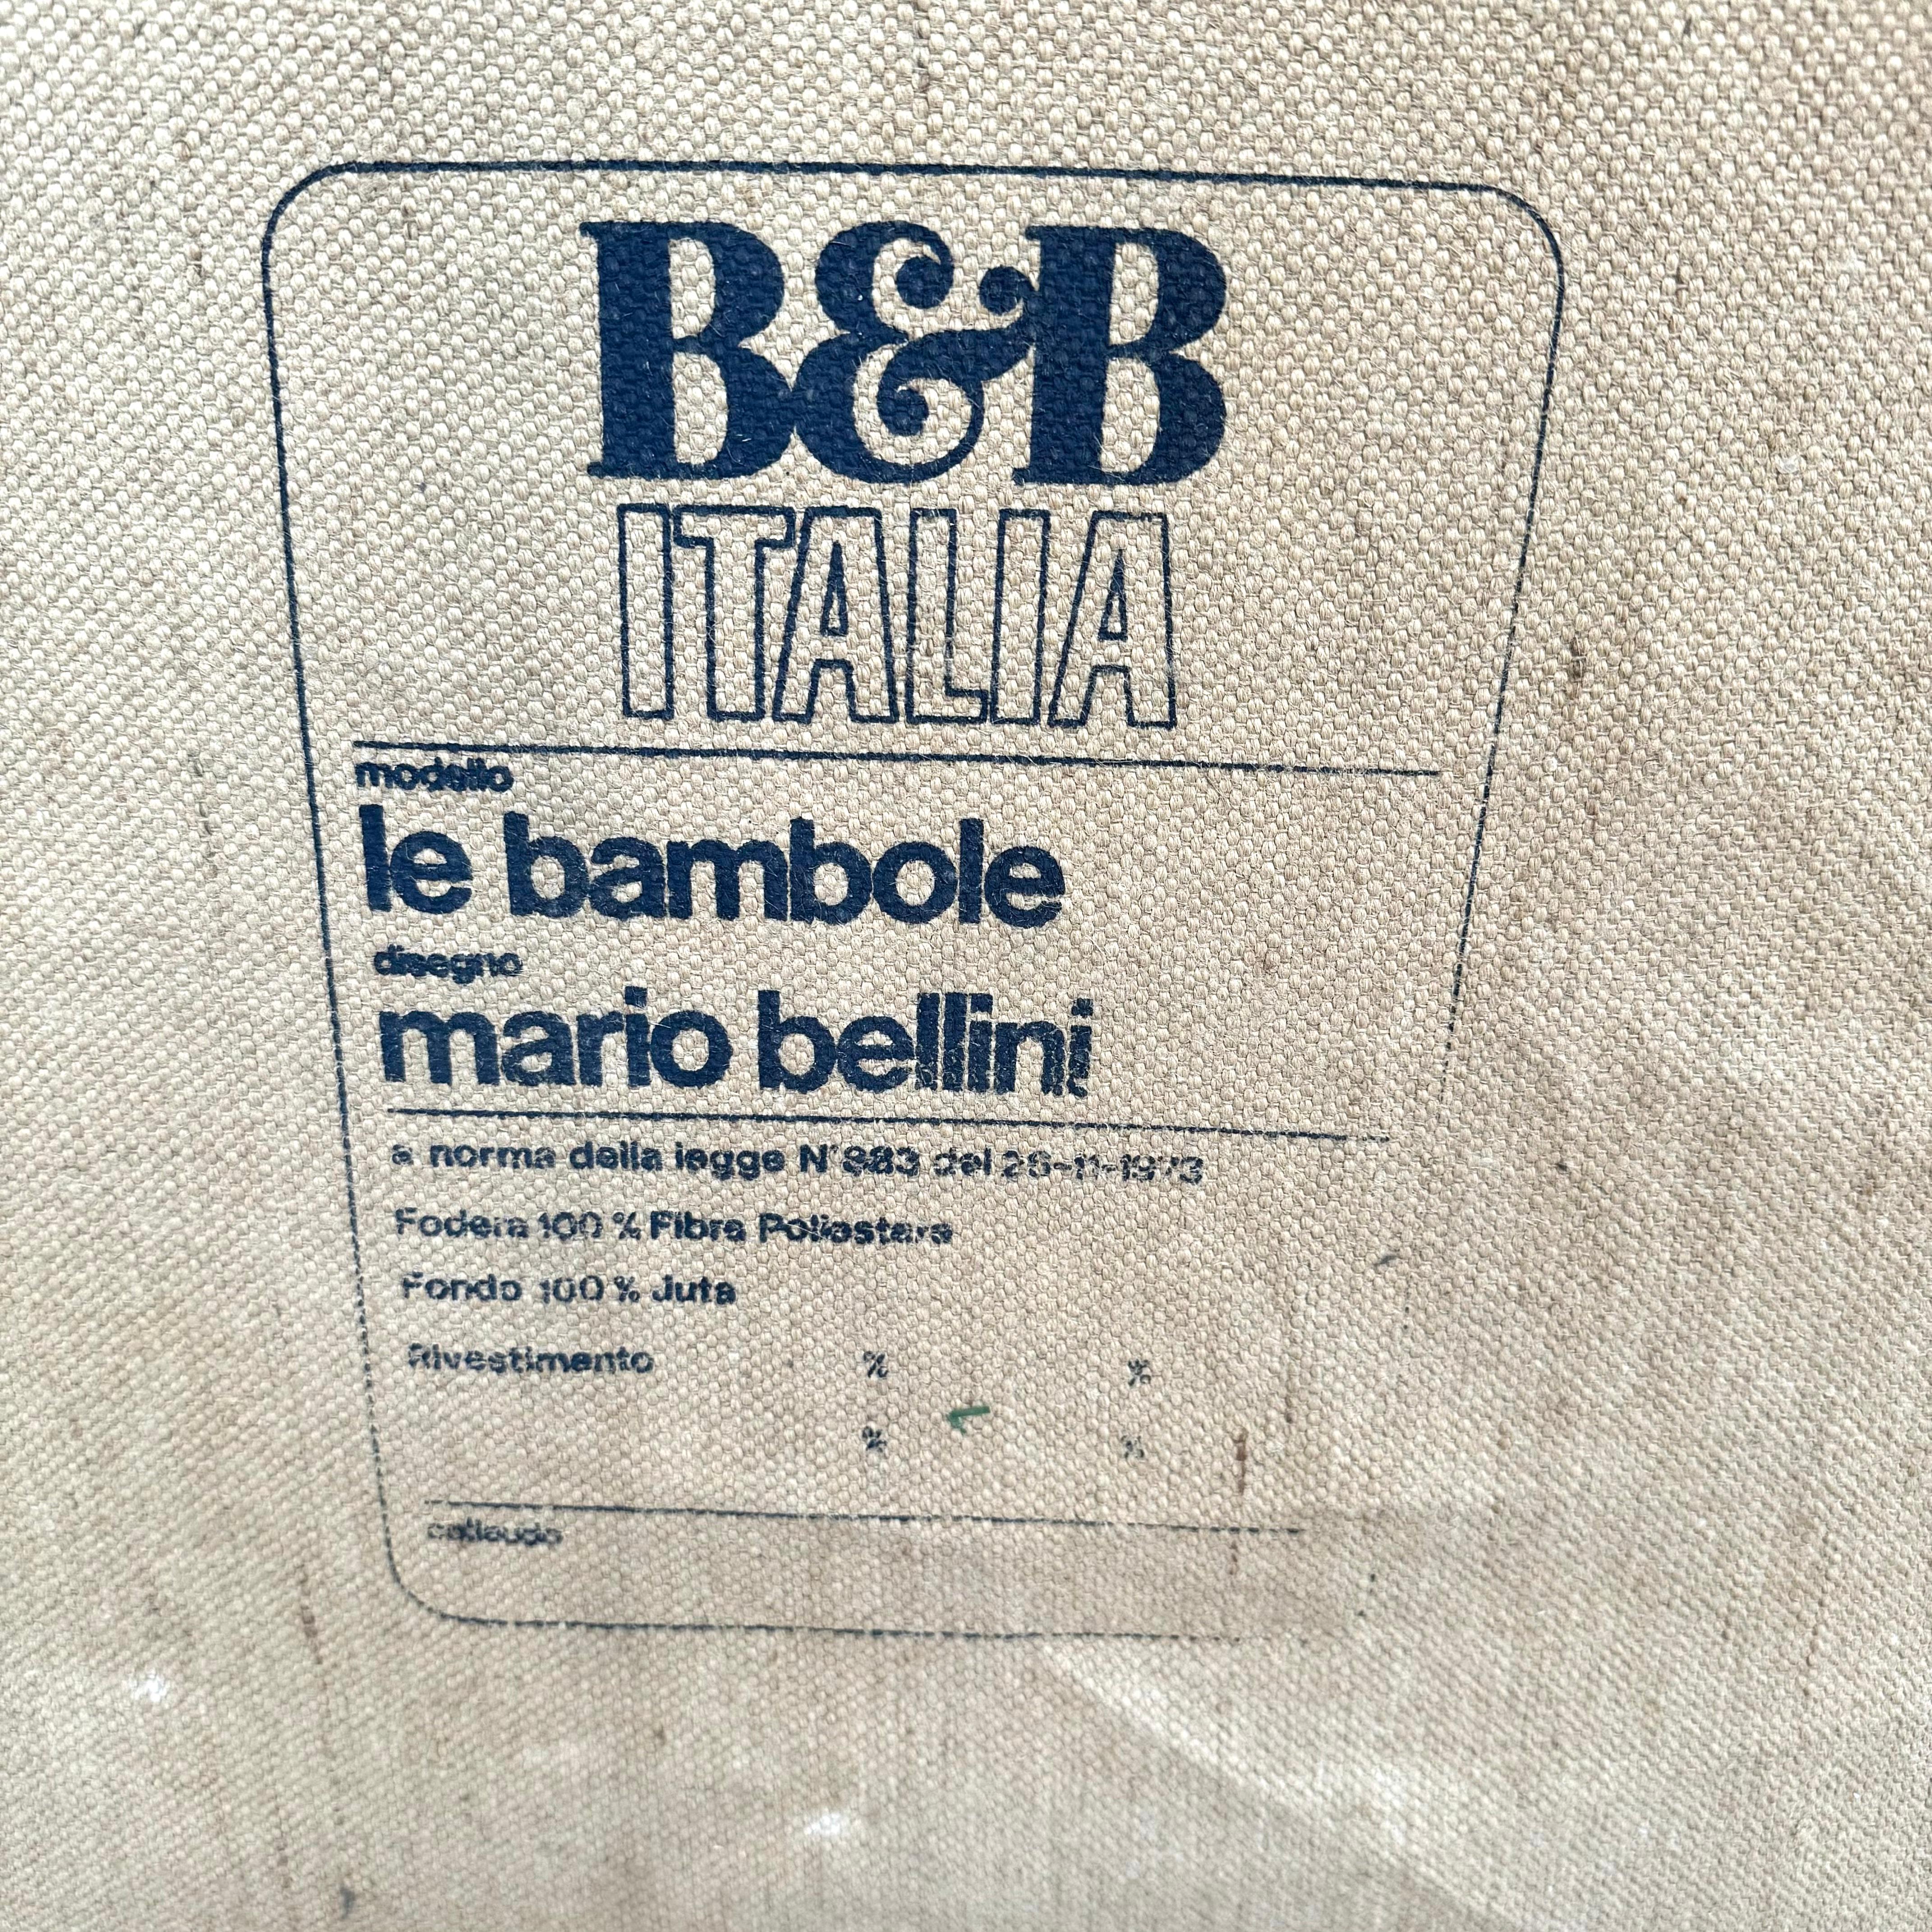 B&B
ITALIA
modello
le bambole
disegno
mario bellini
a norma della legge N° 883 del 26-11-1973
Fodera 100 % Fibra Poliestere
Fondo 100 % Juta
Rivestimento % %
% %
collaudo